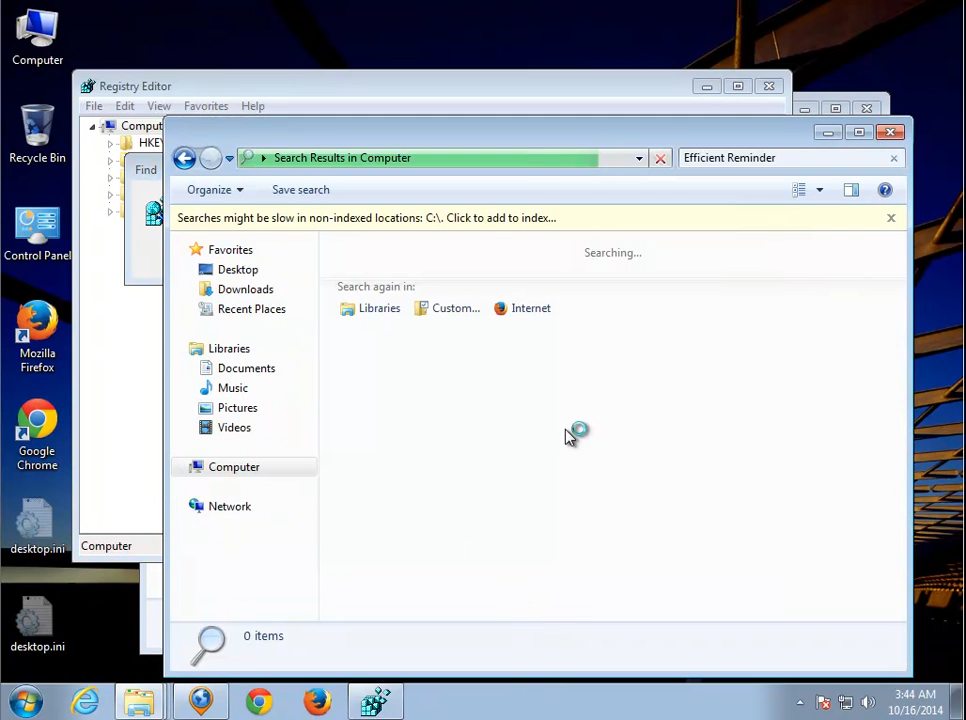 Computer
Recycle Bin
Control Panel
Mozilla
Firefox
Google
Chrome
desktop.ini
desktop.ini
Registry Editor
File Edit View Favorites Help
Comput
HKEY
Find
Computer
Search Results in Computer
Efficient Reminder
Organize Save search
Searches might be slow in non-indexed locations: C:\. Click to add to index...
Favorites
Desktop
Downloads
Recent Places
Libraries
Documents
Music
Pictures
Videos
Computer
Network
Searching...
Search again in:
Libraries Custom... Internet
0 items
3:44 AM
10/16/2014